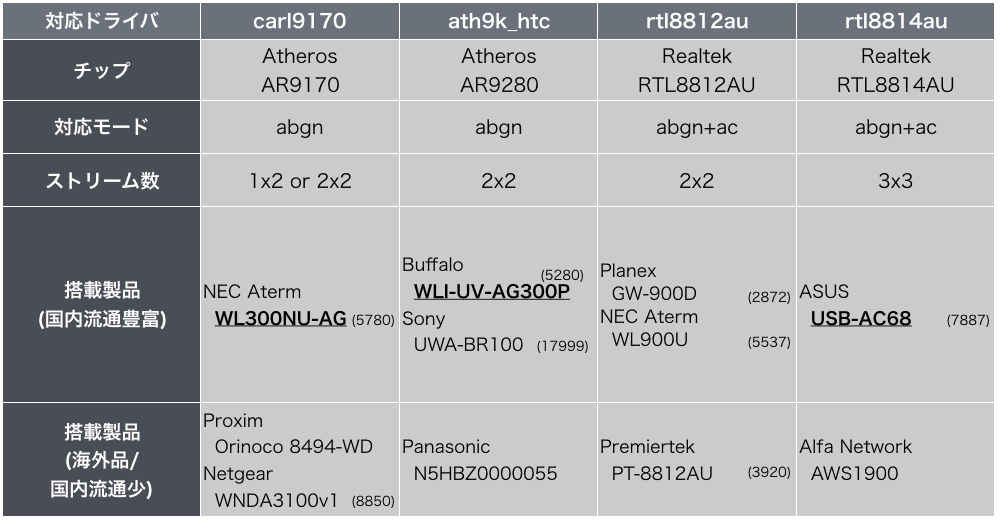 対応ドライバ carl9170 ath9k_htc rtl8812au rtl8814au
チップ
Atheros
AR9170
Atheros
AR9280
Realtek
RTL8812AU
Realtek
RTL8814AU
対応モード abgn abgn abgn+ac abgn+ac
ストリーム数 1x2 or 2x2 2x2 2x2 3x3
搭載製品
(国内流通豊富)
NEC Aterm
WL300NU-AG (5780)
Buffalo
(5280)
WLI-UV-AG300P
Sony
UWA-BR100 (17999)
Planex
GW-900D (2872)
NEC Aterm
WL900U (5537)
ASUS
USB-AC68 (7887)
搭載製品
(海外品/
国内流通少)
Proxim
Orinoco 8494-WD
Netgear
WNDA3100v1 (8850)
Panasonic
N5HBZ0000055
Premiertek
PT-8812AU (3920)
Alfa Network
AWS1900